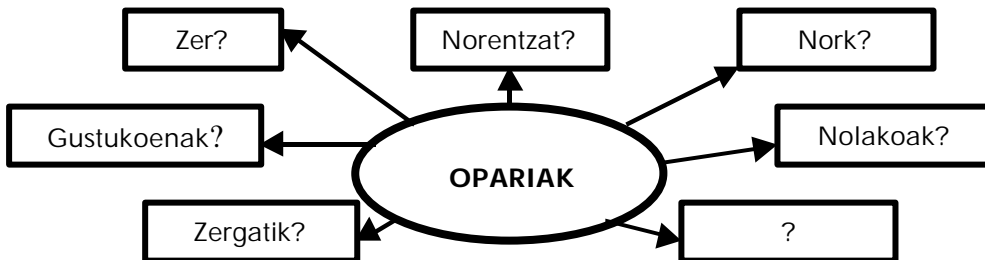 Zer?
Norentzat?
Nork?
Gustukoenak?
Nolakoak?
OPARIAK
Zergatik?
?